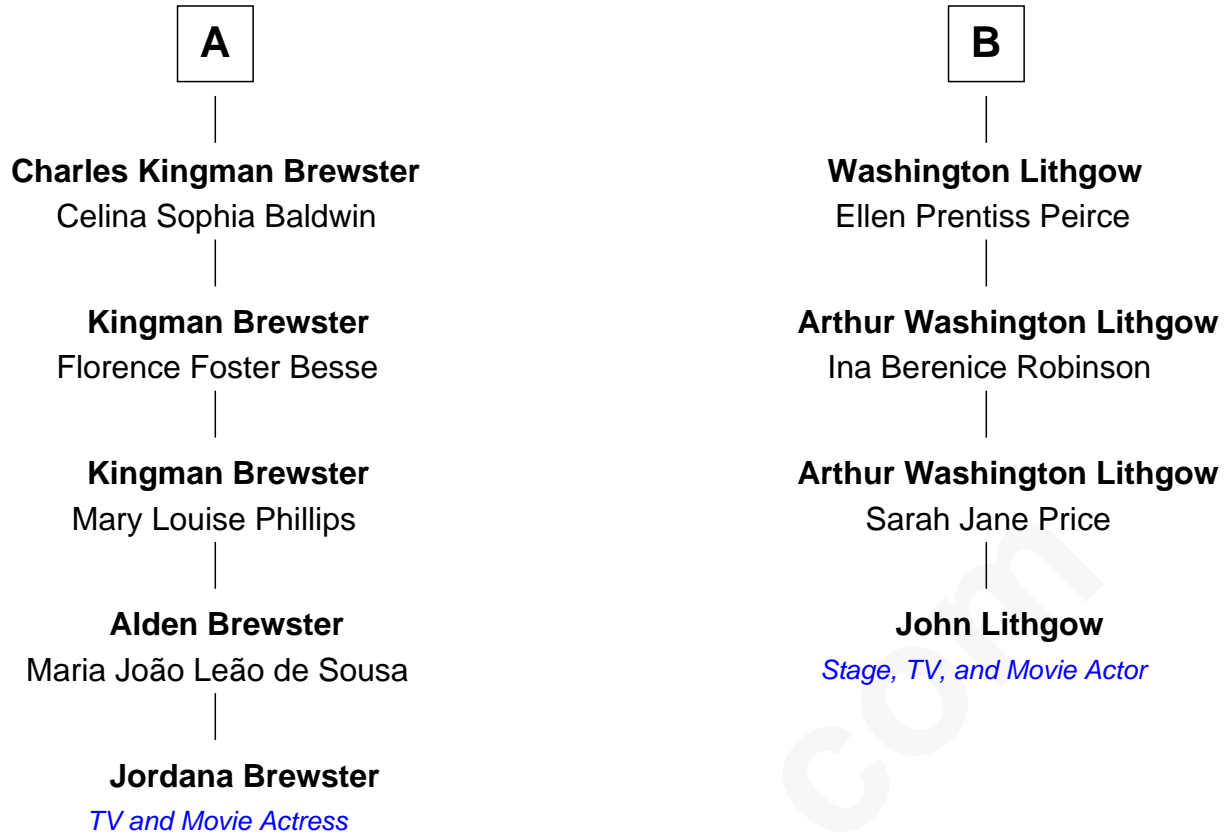 A
Charles Kingman Brewster
Celina Sophia Baldwin
Kingman Brewster
Florence Foster Besse
Kingman Brewster
Mary Louise Phillips
Alden Brewster
Maria João Leão de Sousa
Jordana Brewster
TV and Movie Actress
B
Washington Lithgow
Ellen Prentiss Peirce
Arthur Washington Lithgow
Ina Berenice Robinson
Arthur Washington Lithgow
Sarah Jane Price
John Lithgow
Stage, TV, and Movie Actor
com